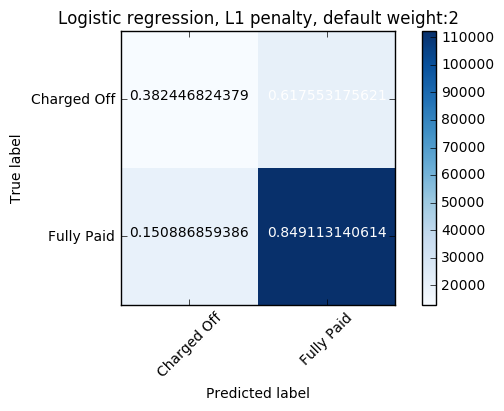 Logistic regression, L1 penalty, default weight:2
Charged Off
0.382446824379
0.617553175621
Fully Paid
0.150886859386
0.849113140614
True label
Charged Off
Fully Paid
Predicted label
110000
100000
90000
80000
70000
60000
50000
40000
30000
20000